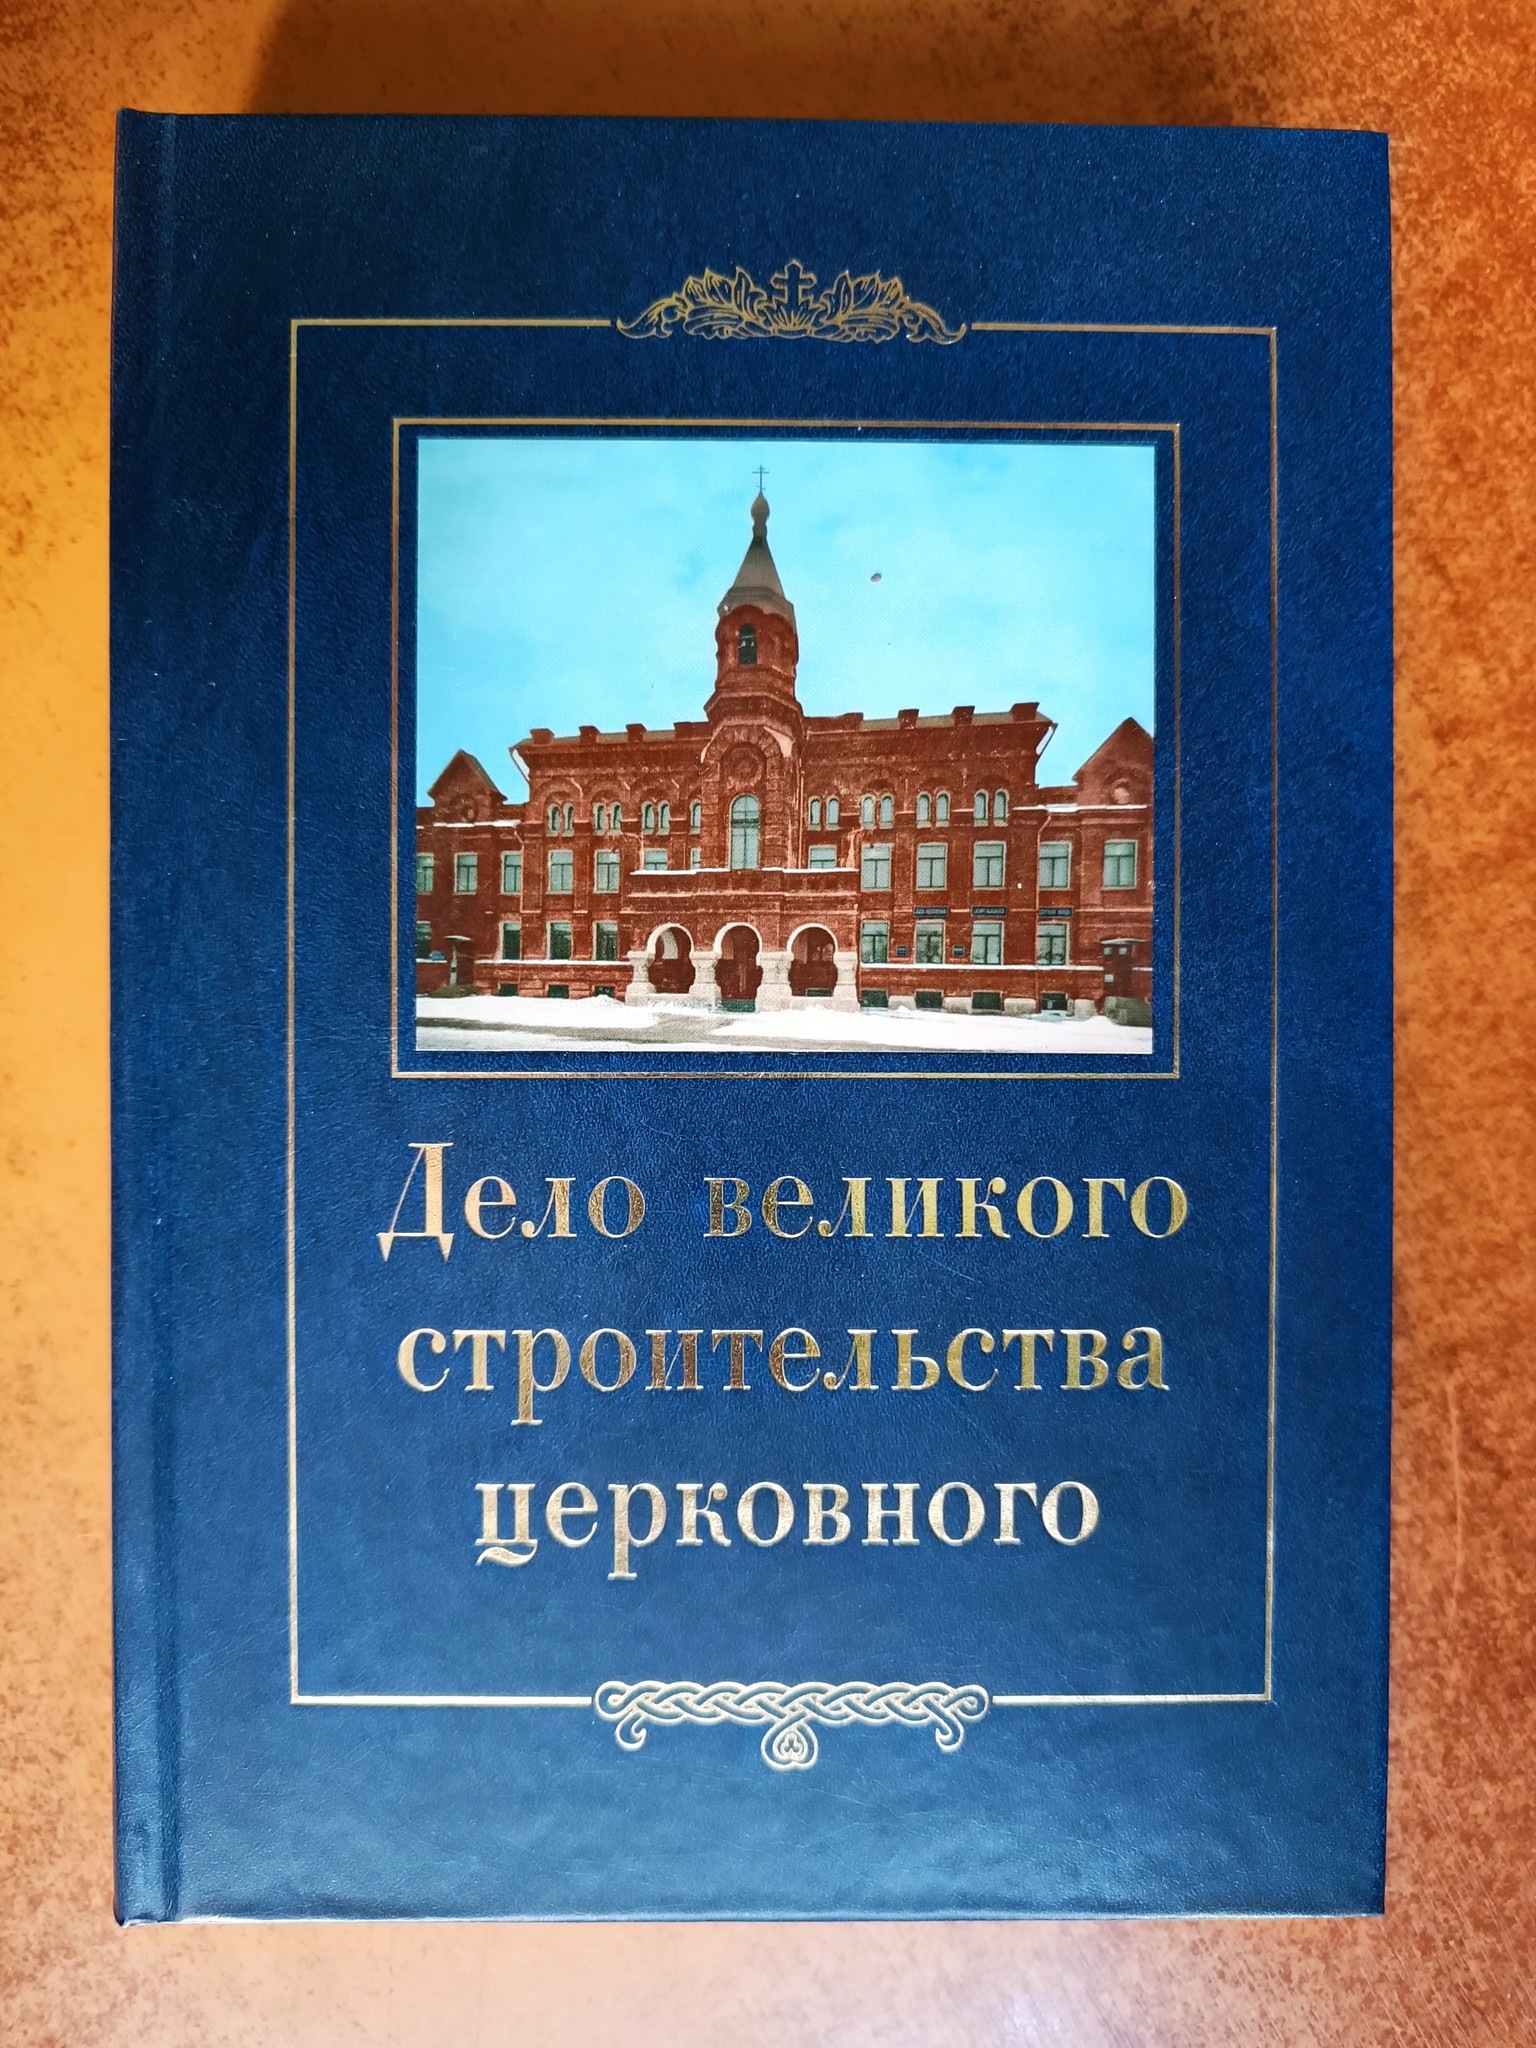 Дело великого
строительства
церковного